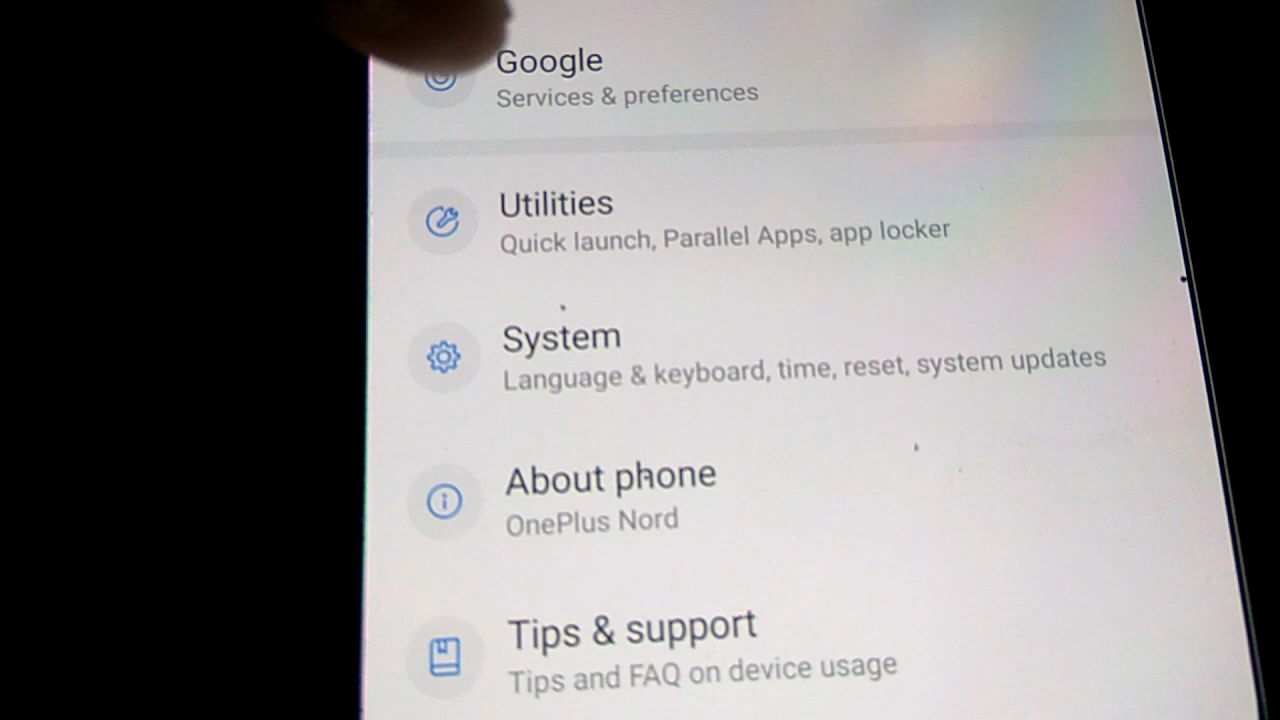 Google
Services & preferences
Utilities
Quick launch, Parallel Apps, app locker
System
Language & keyboard, time, reset, system updates
About phone
OnePlus Nord
Tips & support
Tips and FAQ on device usage